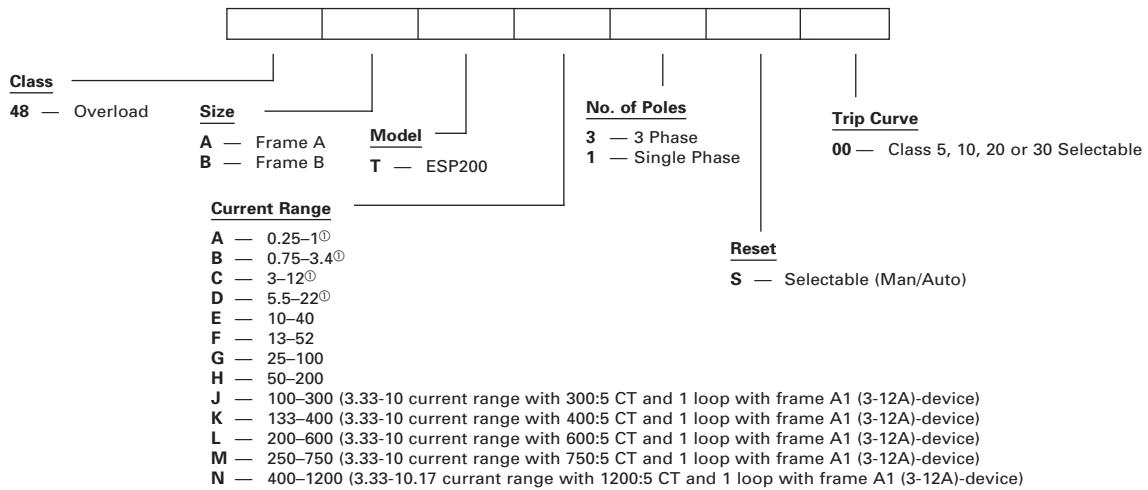 Class
48 — Overload
Size
A — Frame A
B — Frame B
Model
T — ESP200
No. of Poles
3 — 3 Phase
1 — Single Phase
Trip Curve
00 — Class 5, 10, 20 or 30 Selectable
Current Range
A — 0.25–1①
B — 0.75–3.4①
C — 3–12①
D — 5.5–22①
E — 10–40
F — 13–52
G — 25–100
H — 50–200
J — 100–300 (3.33-10 current range with 300:5 CT and 1 loop with frame A1 (3-12A)-device)
K — 133–400 (3.33-10 current range with 400:5 CT and 1 loop with frame A1 (3-12A)-device)
L — 200–600 (3.33-10 current range with 600:5 CT and 1 loop with frame A1 (3-12A)-device)
M — 250–750 (3.33-10 current range with 750:5 CT and 1 loop with frame A1 (3-12A)-device)
N — 400–1200 (3.33-10.17 currant range with 1200:5 CT and 1 loop with frame A1 (3-12A)-device)
Reset
S — Selectable (Man/Auto)